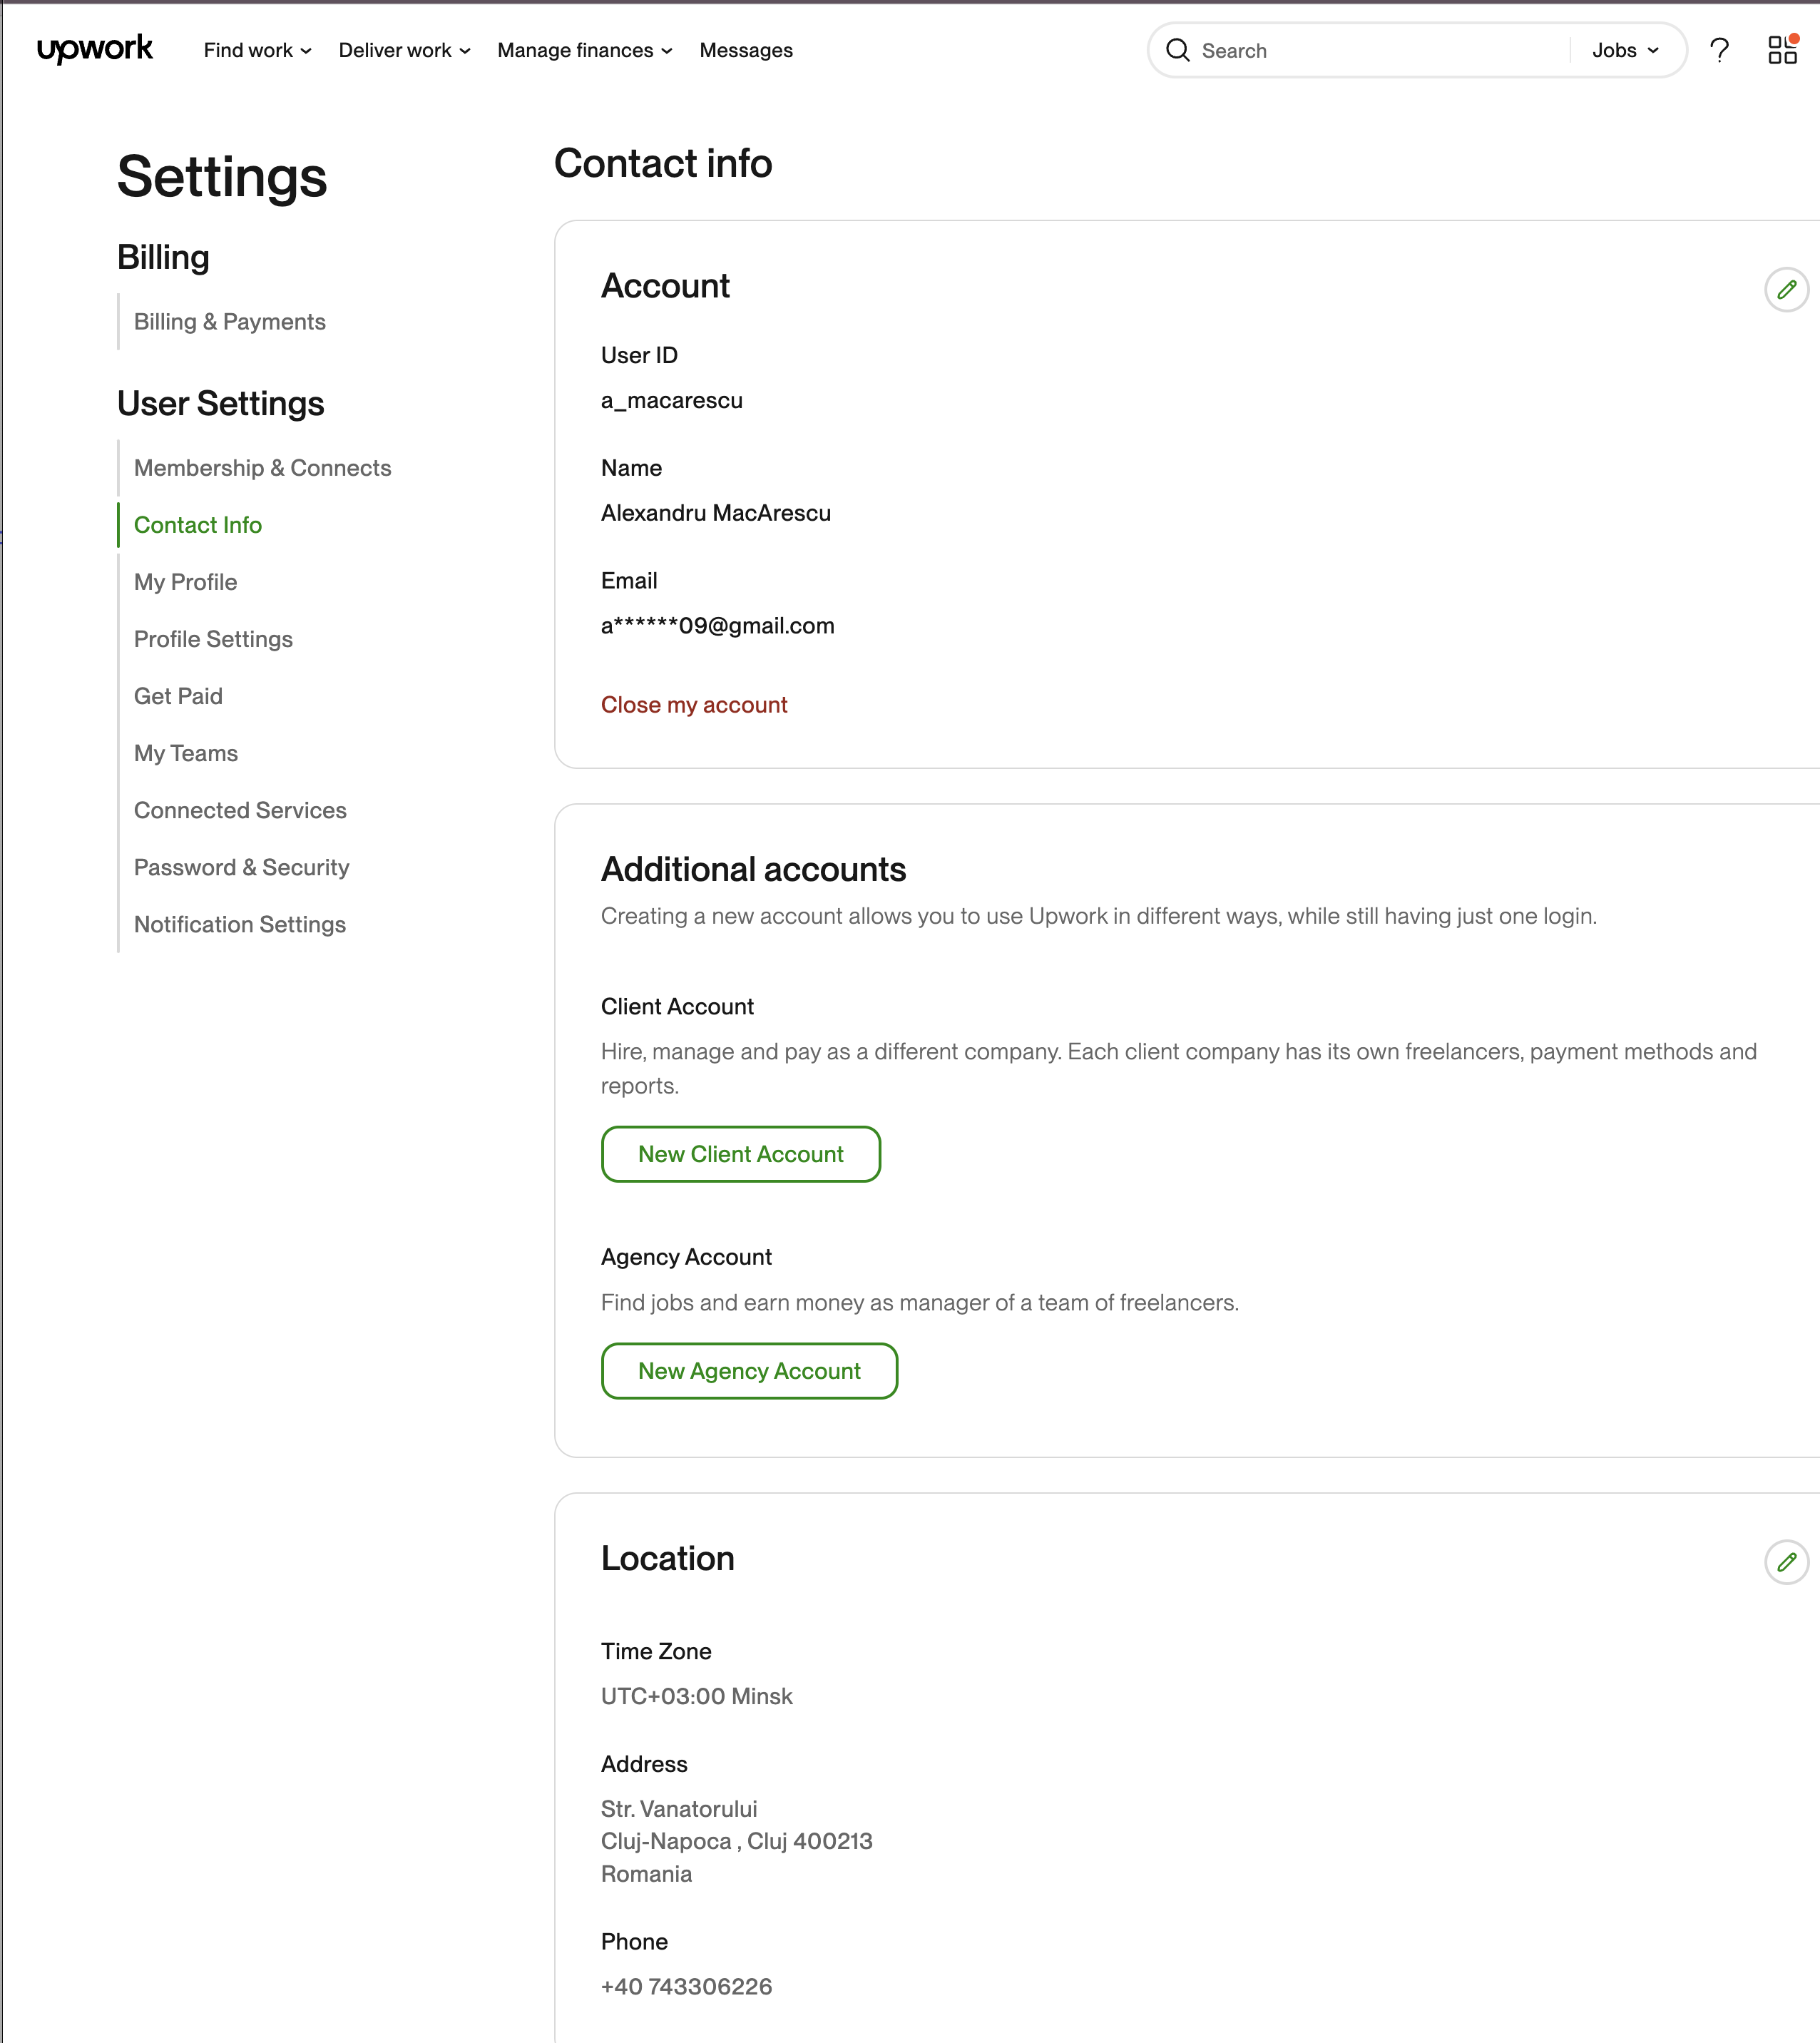 upwork
Find work
Deliver work
Manage finances
Messages
Search
Jobs
Settings
Billing
Billing & Payments
User Settings
Membership & Connects
Contact Info
My Profile
Profile Settings
Get Paid
My Teams
Connected Services
Password & Security
Notification Settings
Contact info
Account
User ID
a_macarescu
Name
Alexandru MacArescu
Email
a******09@gmail.com
Close my account
Additional accounts
Creating a new account allows you to use Upwork in different ways, while still having just one login.
Client Account
Hire, manage and pay as a different company. Each client company has its own freelancers, payment methods and
reports.
New Client Account
Agency Account
Find jobs and earn money as manager of a team of freelancers.
New Agency Account
Location
Time Zone
UTC+03:00 Minsk
Address
Str. Vanatorului
Cluj-Napoca , Cluj 400213
Romania
Phone
+40 743306226